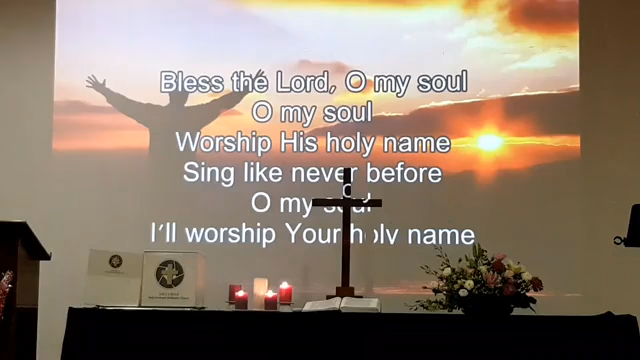 Bless the Lord, O my soul
O my soul
Worship His holy name
Sing like never before
O my soul
I'll worship Your holy name